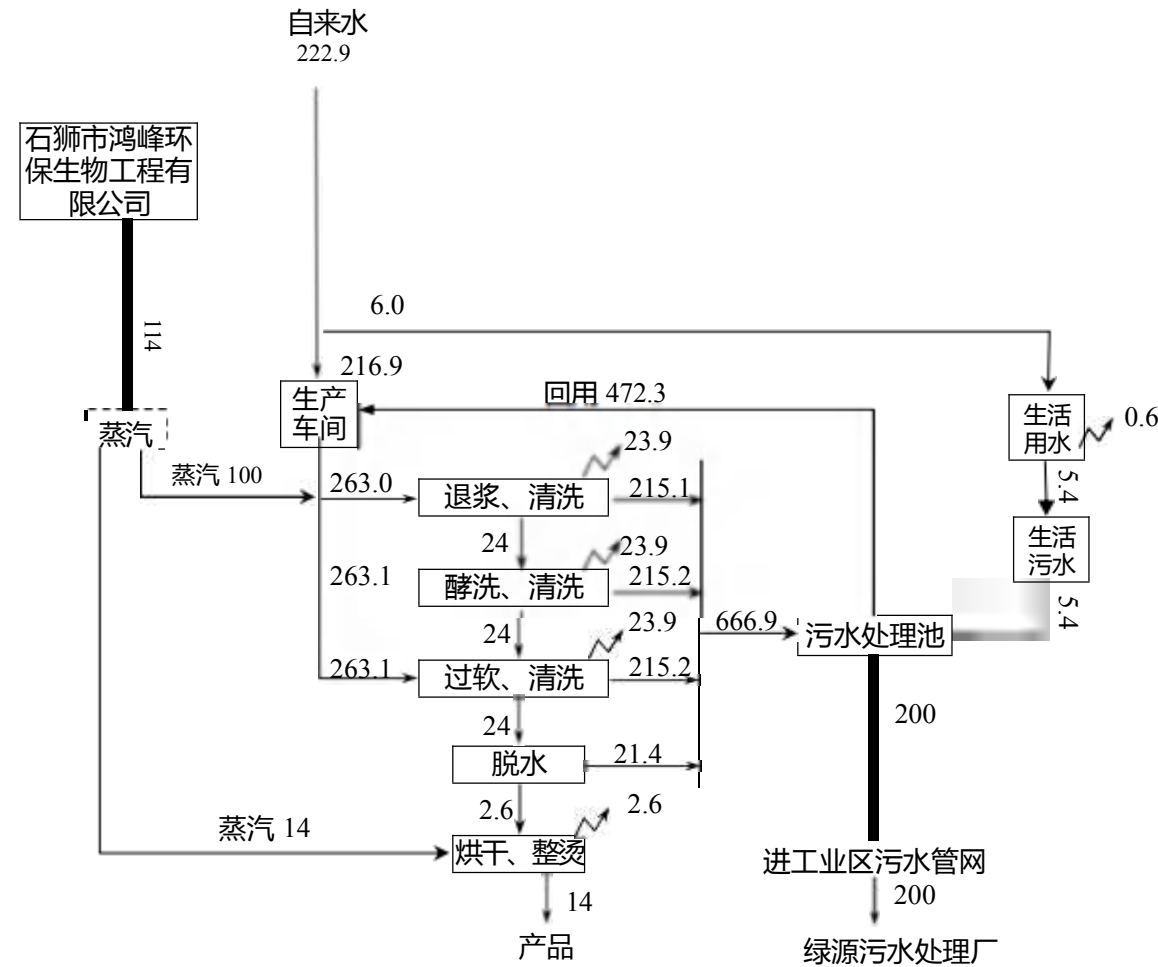 自来水
222.9
石狮市鸿峰环
保生物工程有
限公司
114
6.0
216.9
生产
车间
回用 472.3
生活
用水
0.6
蒸汽
蒸汽 100
23.9
263.0
退浆、清洗
215.1
5.4
24
23.9
生活
污水
263.1
酵洗、清洗
215.2
5.4
24
23.9
666.9
污水处理池
263.1
过软、清洗
215.2
24
200
脱水
21.4
2.6
2.6
蒸汽 14
烘干、整烫
进工业区污水管网
14
200
产品
绿源污水处理厂